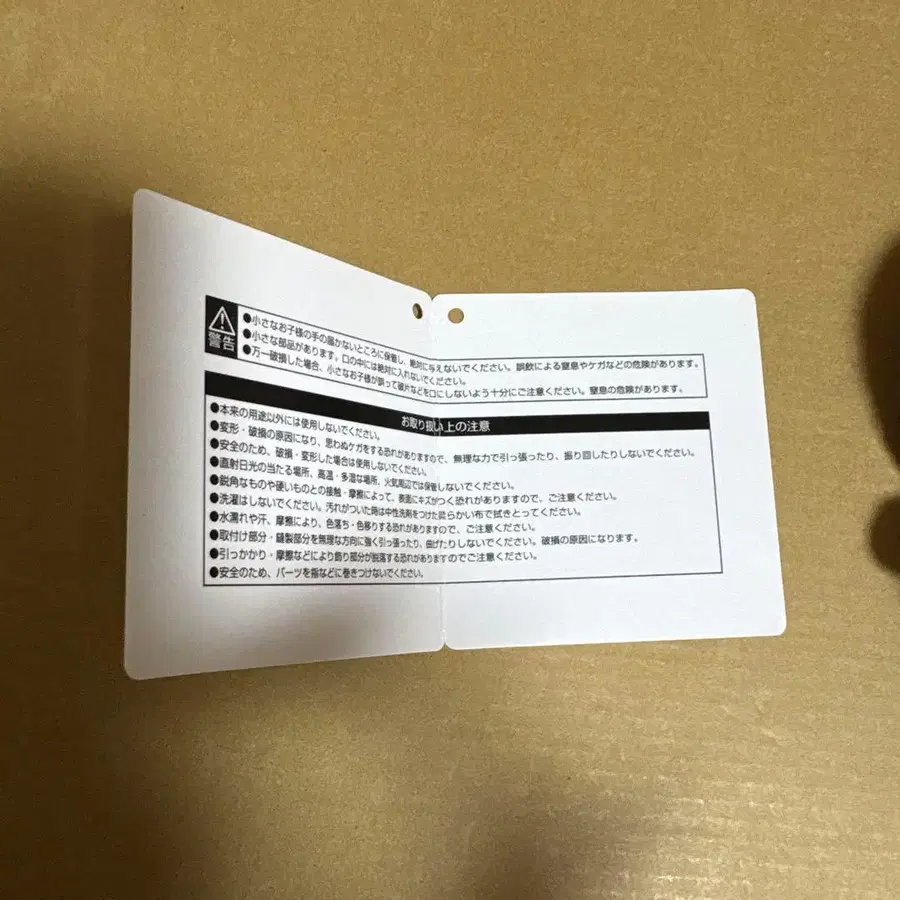 警告
●小さなお子様の手の届かないところに保管し、絶対に与えないでください。誤飲による窒息やケガなどの危険があります。
●小さな部品があります。口の中には絶対に入れないでください。
●万一破損した場合、小さなお子様が誤って破片などを口にしないよう十分にご注意ください。窒息の危険があります。
お取り扱い上の注意
●本来の用途以外には使用しないでください。
●変形・破損の原因になり、思わぬケガをする恐れがありますので、無理な力で引っ張ったり、振り回したりしないでください。
●安全のため、破損・変形した場合は使用しないでください。
●直射日光の当たる場所、高温・多湿な場所、火気周辺では保管しないでください。
●鋭角なものや硬いものとの接触・摩擦によって、表面にキズがつく恐れがありますので、ご注意ください。
●洗濯はしないでください。汚れがついた時は中性洗剤をつけた柔らかい布で拭きとってください。
●水濡れや汗、摩擦により、色落ち・色移りする恐れがありますので、ご注意ください。
●取付け部分・縫製部分を無理な方向に強く引っ張ったり、曲げたりしないでください。破損の原因になります。
●引っかかり・摩擦などにより飾り部分が脱落する恐れがありますのでご注意ください。
●安全のため、パーツを指などに巻きつけないでください。